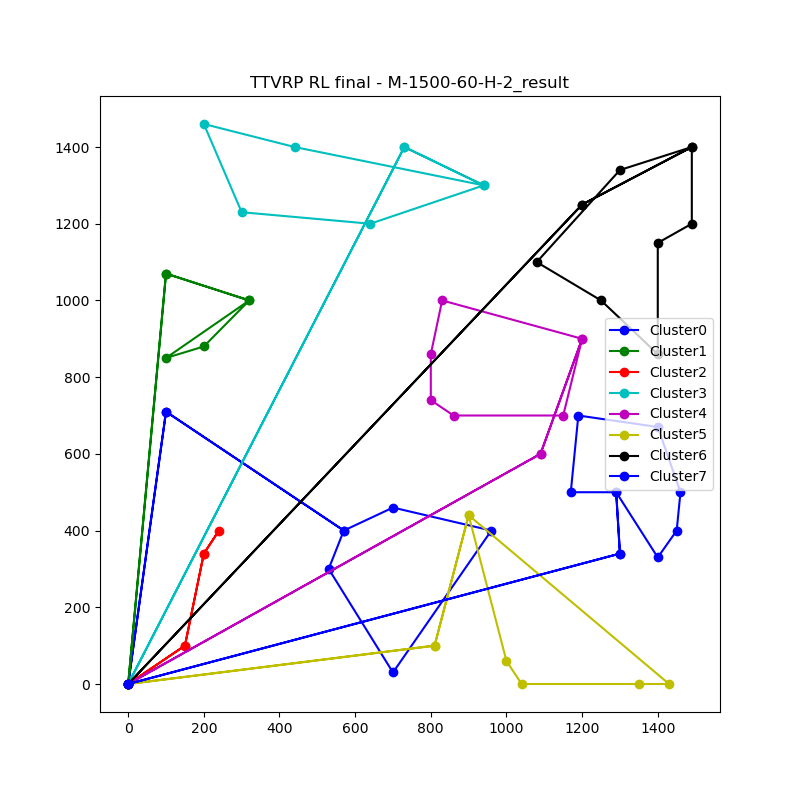 TTVRP RL final - M-1500-60-H-2_result
1400
1200
1000
800
600
400
200
0
Cluster0
Cluster1
Cluster2
Cluster3
Cluster4
Cluster5
Cluster6
Cluster7
0 200 400 600 800 1000 1200 1400